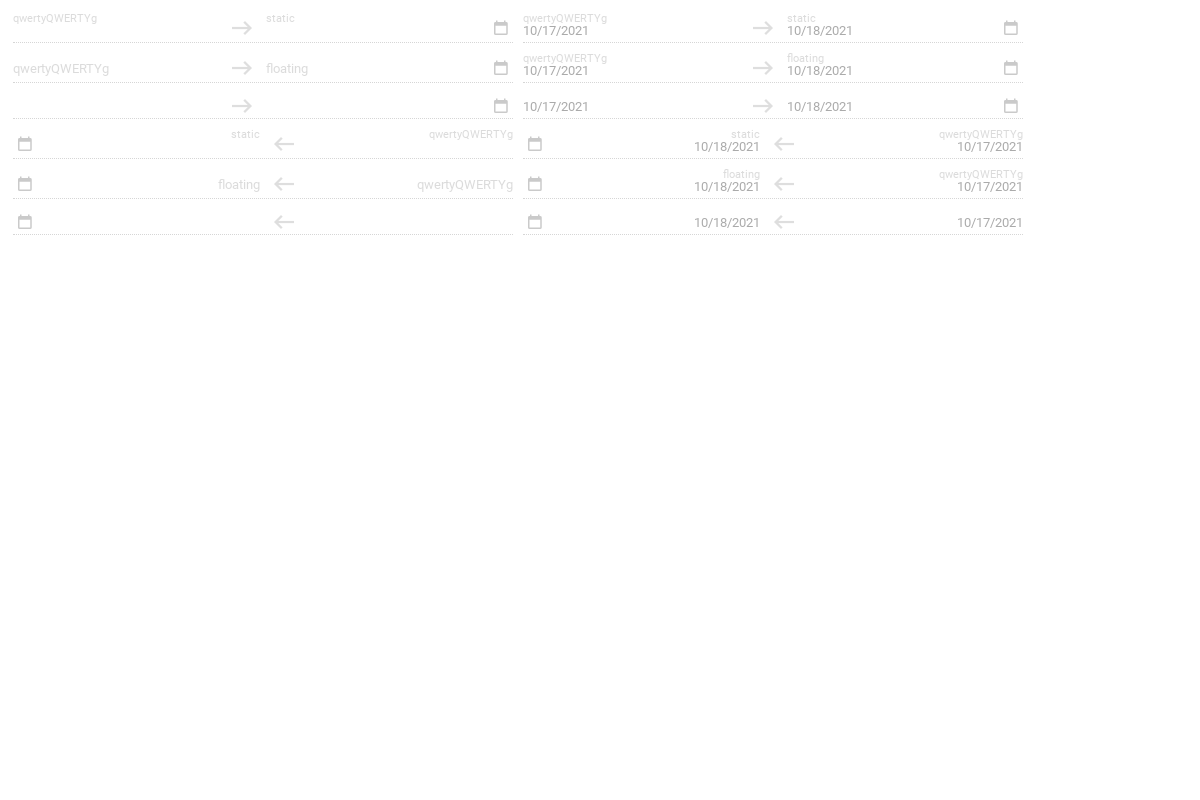 qwertyQWERTYg static qwertyQWERTYg static
10/17/2021 10/18/2021
qwertyQWERTYg floating qwertyQWERTYg floating
10/17/2021 10/18/2021
10/17/2021 10/18/2021
static qwertyQWERTYg static qwertyQWERTYg
10/18/2021 10/17/2021
floating qwertyQWERTYg floating qwertyQWERTYg
10/18/2021 10/17/2021
10/18/2021 10/17/2021